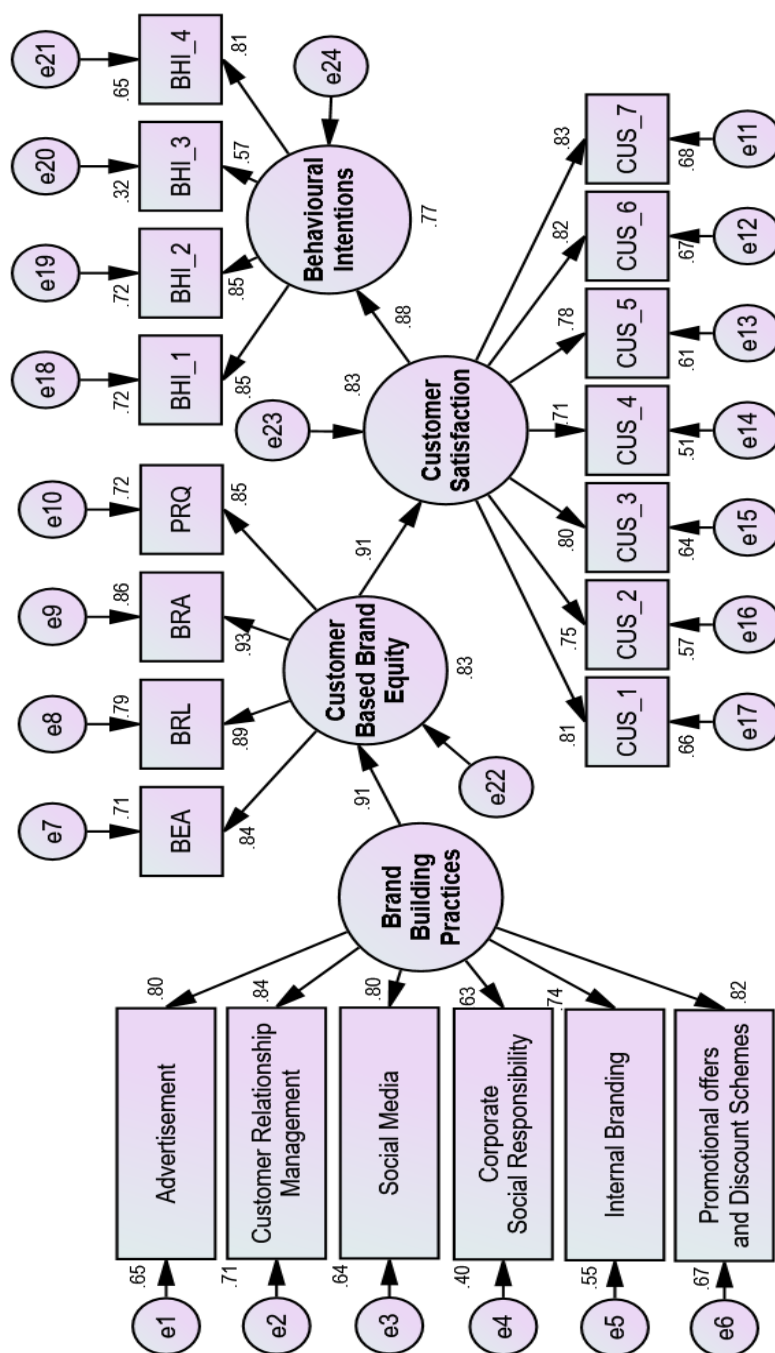 e1
.65
Advertisement
.80
e2
.71
Customer Relationship
Management
.84
e3
.64
Social Media
.80
e4
.40
Corporate
Social Responsibility
.63
e5
.55
Internal Branding
.74
e6
.67
Promotional offers
and Discount Schemes
.82
Brand
Building
Practices
.91
e22
Customer
Based Brand
Equity
.83
e7
.71
BEA
.84
e8
.79
BRL
.89
e9
.86
BRA
.93
e10
.72
PRQ
.85
.91
e23
.83
Customer
Satisfaction
.81
CUS_1
.66
e17
.75
CUS_2
.57
e16
.80
CUS_3
.64
e15
.71
CUS_4
.51
e14
.78
CUS_5
.61
e13
.82
CUS_6
.67
e12
.83
CUS_7
.68
e11
.88
Behavioural
Intentions
.77
e24
e18
.72
BHI_1
.85
e19
.72
BHI_2
.85
e20
.32
BHI_3
.57
e21
.65
BHI_4
.81